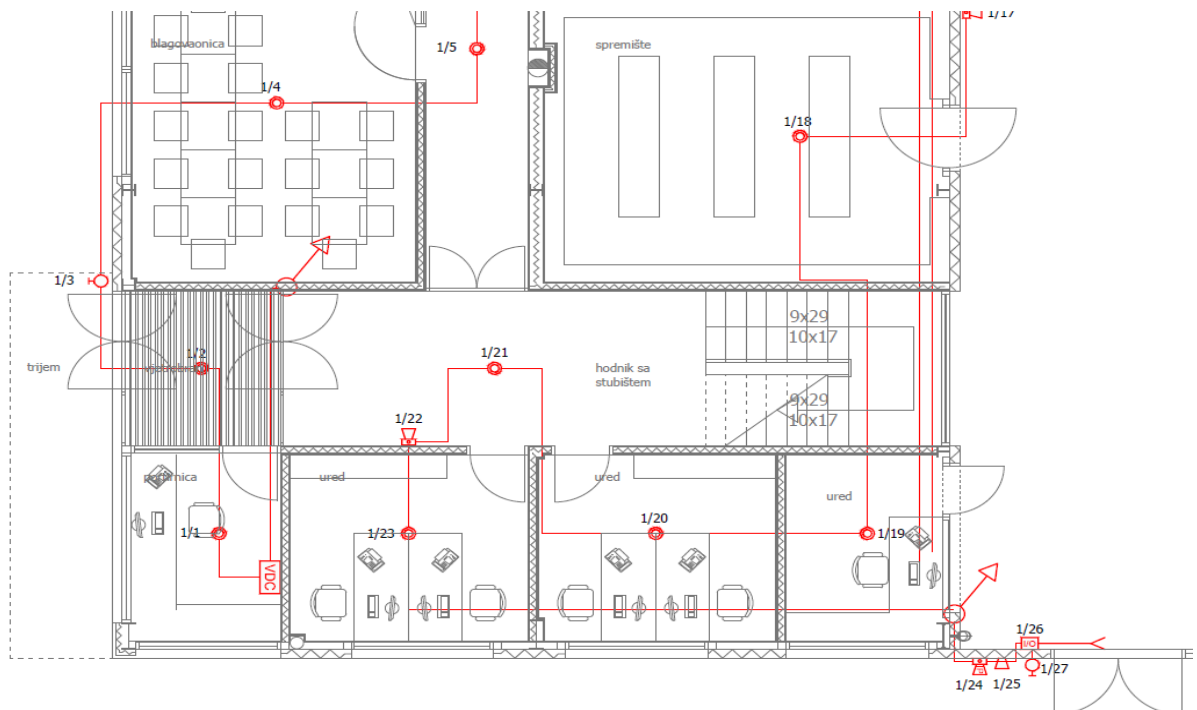 1/17
blagovaonica
1/5
spremište
1/4
1/18
1/3
9x29
10x17
1/2
1/21
trijem
hodnik sa
stubištem
9x29
10x17
1/22
ured
ured
ured
1/1
1/23
1/20
1/19
VDC
1/26
I/O
1/24
1/25
1/27